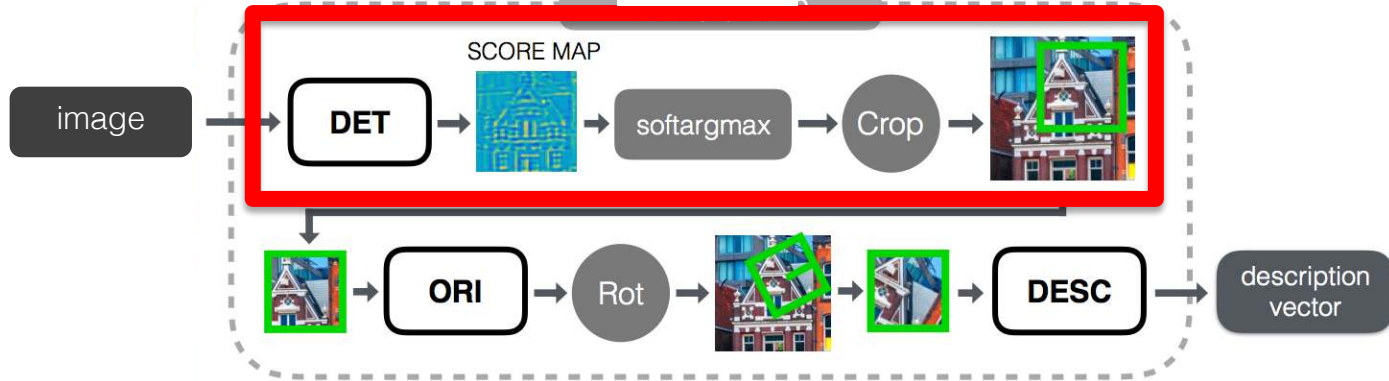 SCORE MAP
image
DET
softargmax
Crop
ORI
Rot
DESC
description
vector